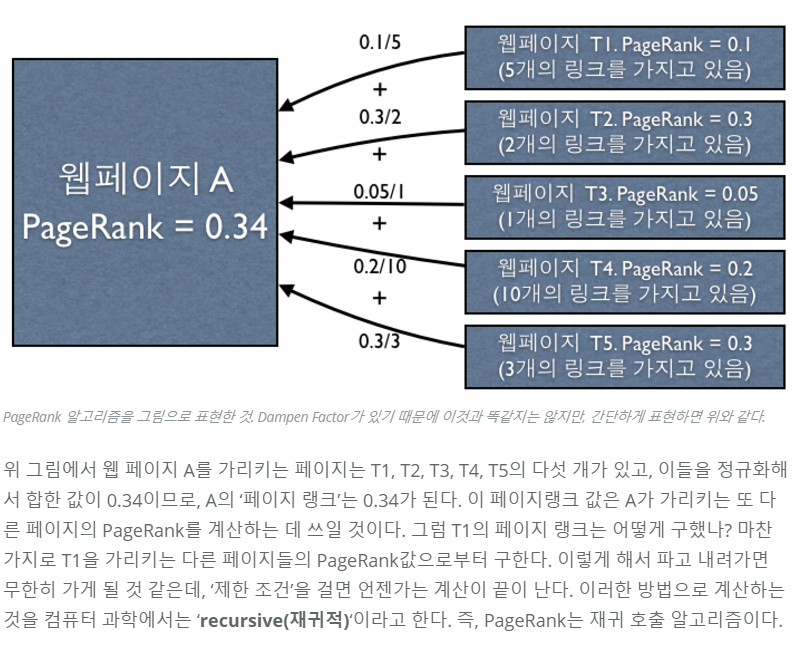 0.1/5
웹페이지 T1. PageRank = 0.1
(5개의 링크를 가지고 있음)
+
0.3/2
웹페이지 T2. PageRank = 0.3
(2개의 링크를 가지고 있음)
+
웹페이지 A
PageRank = 0.34
0.05/1
웹페이지 T3. PageRank = 0.05
(1개의 링크를 가지고 있음)
+
0.2/10
웹페이지 T4. PageRank = 0.2
(10개의 링크를 가지고 있음)
+
0.3/3
웹페이지 T5. PageRank = 0.3
(3개의 링크를 가지고 있음)
PageRank 알고리즘을 그림으로 표현한 것. Dampen Factor가 있기 때문에 이것과 똑같지는 않지만, 간단하게 표현하면 위와 같다.
위 그림에서 웹 페이지 A를 가리키는 페이지는 T1, T2, T3, T4, T5의 다섯 개가 있고, 이들을 정규화해
서 합한 값이 0.34이므로, A의 ‘페이지 랭크’는 0.34가 된다. 이 페이지랭크 값은 A가 가리키는 또 다
른 페이지의 PageRank를 계산하는 데 쓰일 것이다. 그럼 T1의 페이지 랭크는 어떻게 구했나? 마찬
가지로 T1을 가리키는 다른 페이지들의 PageRank값으로부터 구한다. 이렇게 해서 파고 내려가면
무한히 가게 될 것 같은데, ‘제한 조건’을 걸면 언젠가는 계산이 끝이 난다. 이러한 방법으로 계산하는
것을 컴퓨터 과학에서는 ‘recursive(재귀적)‘이라고 한다. 즉, PageRank는 재귀 호출 알고리즘이다.